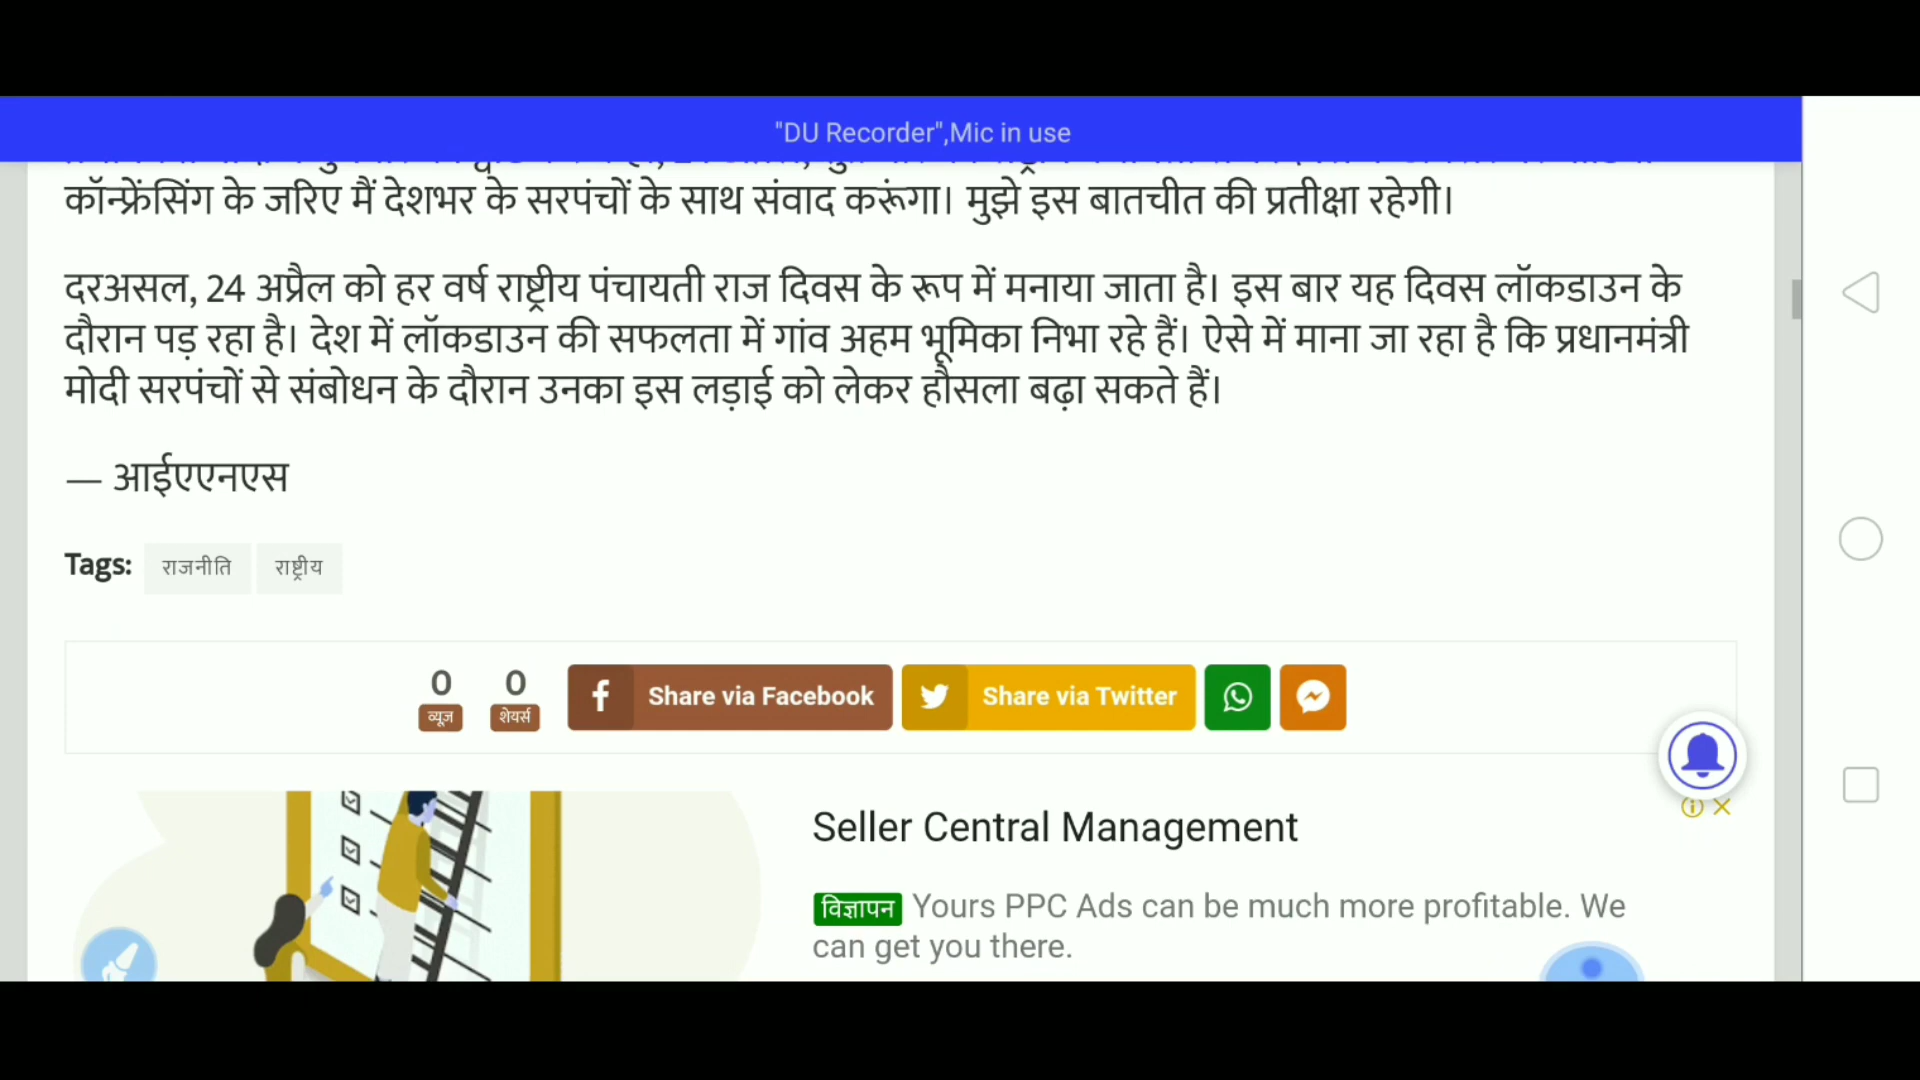 "DU Recorder",Mic in use
कॉन्फ्रेंसिंग के जरिए मैं देशभर के सरपंचों के साथ संवाद करूंगा। मुझे इस बातचीत की प्रतीक्षा रहेगी।
दरअसल, 24 अप्रैल को हर वर्ष राष्ट्रीय पंचायती राज दिवस के रूप में मनाया जाता है। इस बार यह दिवस लॉकडाउन के
दौरान पड़ रहा है। देश में लॉकडाउन की सफलता में गांव अहम भूमिका निभा रहे हैं। ऐसे में माना जा रहा है कि प्रधानमंत्री
मोदी सरपंचों से संबोधन के दौरान उनका इस लड़ाई को लेकर हौसला बढ़ा सकते हैं।
— आईएएनएस
Tags: राजनीति राष्ट्रीय
0 0
व्यूज शेयर्स
Share via Facebook Share via Twitter
Seller Central Management
विज्ञापन Yours PPC Ads can be much more profitable. We
can get you there.